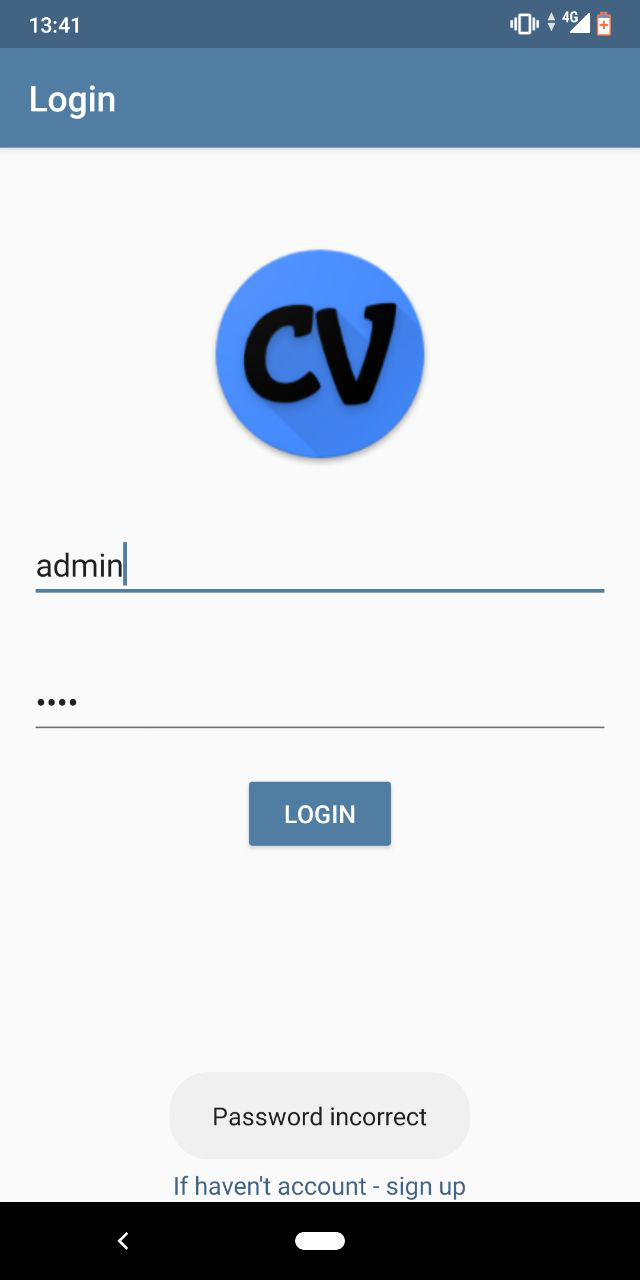 13:41
4G
Login
CV
admin
••••
LOGIN
Password incorrect
If haven't account - sign up